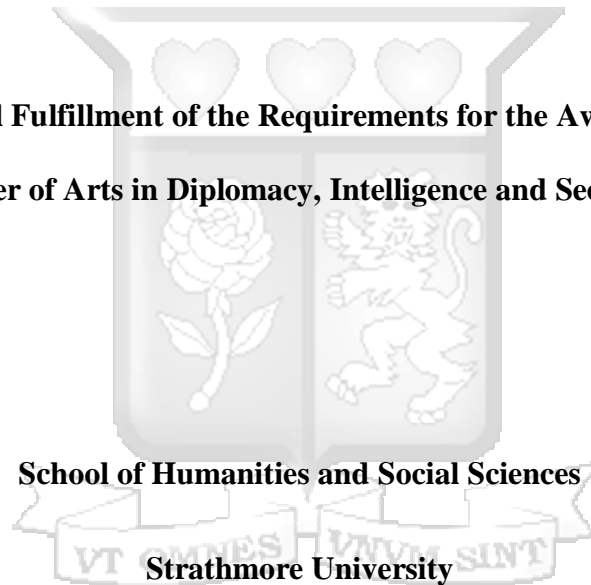 l Fulfillment of the Requirements for the Aw
er of Arts in Diplomacy, Intelligence and Sec
School of Humanities and Social Sciences
Strathmore University
VT OMNES VNVM SINT